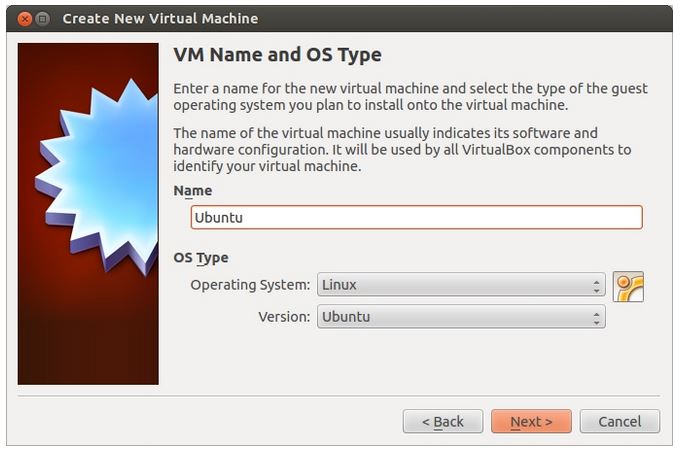 Create New Virtual Machine
VM Name and OS Type
Enter a name for the new virtual machine and select the type of the guest
operating system you plan to install onto the virtual machine.
The name of the virtual machine usually indicates its software and
hardware configuration. It will be used by all VirtualBox components to
identify your virtual machine.
Name
Ubuntu
OS Type
Operating System: Linux
Version: Ubuntu
< Back Next > Cancel